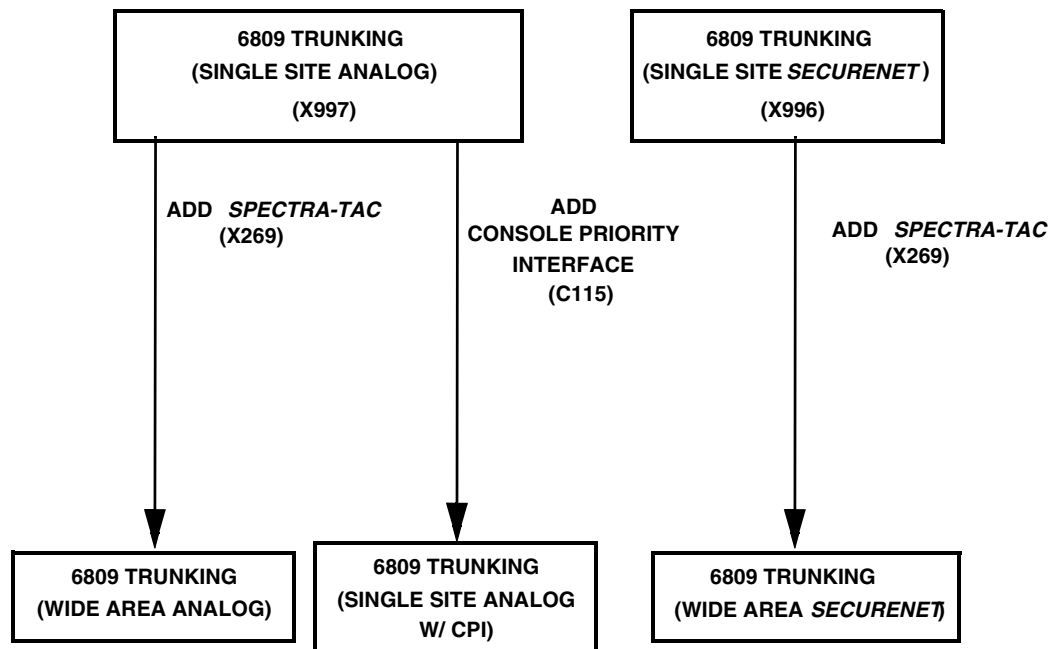 6809 TRUNKING
(SINGLE SITE ANALOG)
(X997)
6809 TRUNKING
(SINGLE SITE SECURENET)
(X996)
ADD SPECTRA-TAC
(X269)
ADD
CONSOLE PRIORITY
INTERFACE
(C115)
ADD SPECTRA-TAC
(X269)
6809 TRUNKING
(WIDE AREA ANALOG)
6809 TRUNKING
(SINGLE SITE ANALOG
W/ CPI)
6809 TRUNKING
(WIDE AREA SECURENET)